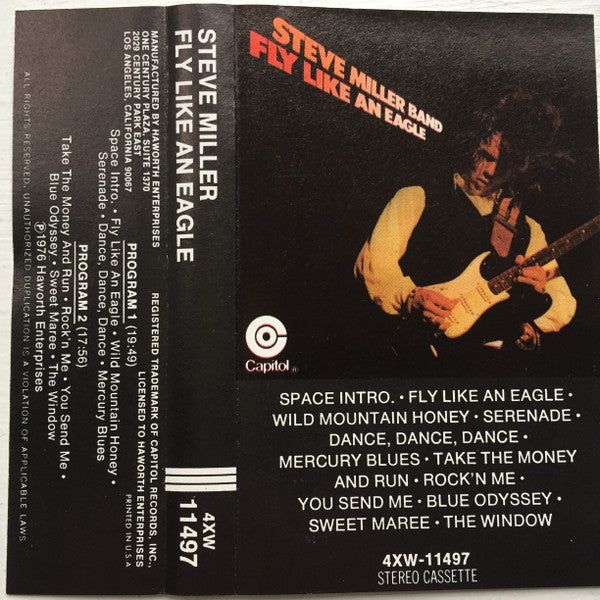 STEVE MILLER BAND
FLY LIKE AN EAGLE
Capitol®
SPACE INTRO. • FLY LIKE AN EAGLE •
WILD MOUNTAIN HONEY • SERENADE •
DANCE, DANCE, DANCE •
MERCURY BLUES • TAKE THE MONEY
AND RUN • ROCK'N ME •
YOU SEND ME • BLUE ODYSSEY •
SWEET MAREE • THE WINDOW
4XW-11497
STEREO CASSETTE
STEVE MILLER
FLY LIKE AN EAGLE
4XW
11497
MANUFACTURED BY HAWORTH ENTERPRISES
ONE CENTURY PLAZA, SUITE 1370
2029 CENTURY PARK EAST
LOS ANGELES, CALIFORNIA 90067
REGISTERED TRADEMARK OF CAPITOL RECORDS, INC.,
LICENSED TO HAWORTH ENTERPRISES
PRINTED IN U.S.A.
PROGRAM 1 (19:49)
Space Intro. • Fly Like An Eagle • Wild Mountain Honey •
Serenade • Dance, Dance, Dance • Mercury Blues
PROGRAM 2 (17:56)
Take The Money And Run • Rock'n Me • You Send Me •
Blue Odyssey • Sweet Maree • The Window
℗1976 Haworth Enterprises
ALL RIGHTS RESERVED, UNAUTHORIZED DUPLICATION IS A VIOLATION OF APPLICABLE LAWS